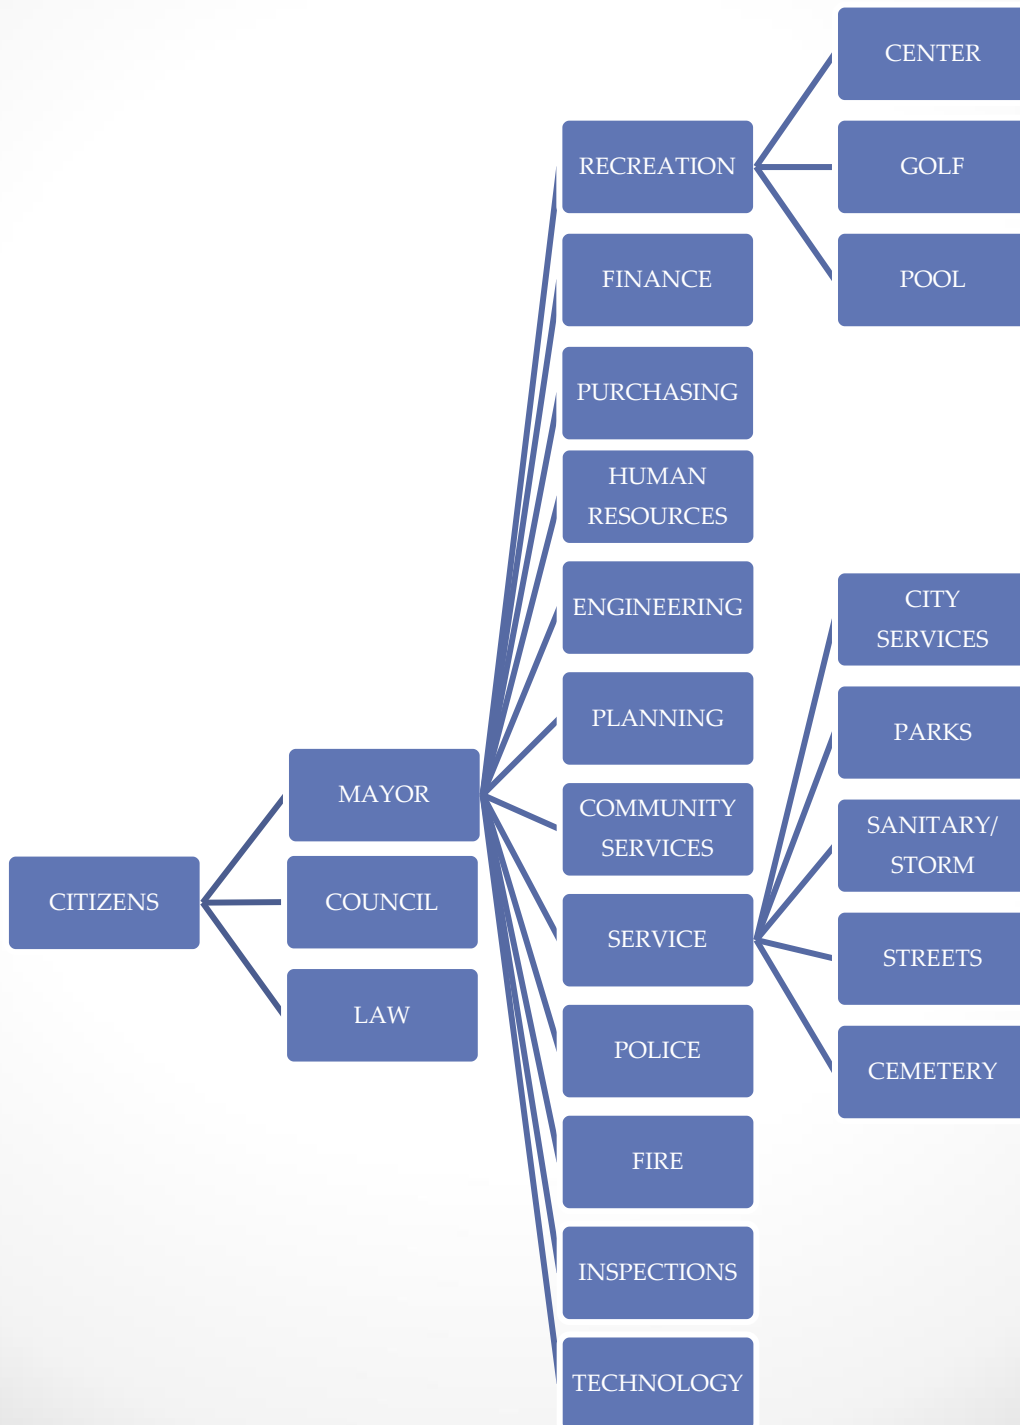 CITIZENS
MAYOR
COUNCIL
LAW
RECREATION
FINANCE
PURCHASING
HUMAN
RESOURCES
ENGINEERING
PLANNING
COMMUNITY
SERVICES
SERVICE
POLICE
FIRE
INSPECTIONS
TECHNOLOGY
CENTER
GOLF
POOL
CITY
SERVICES
PARKS
SANITARY/
STORM
STREETS
CEMETERY